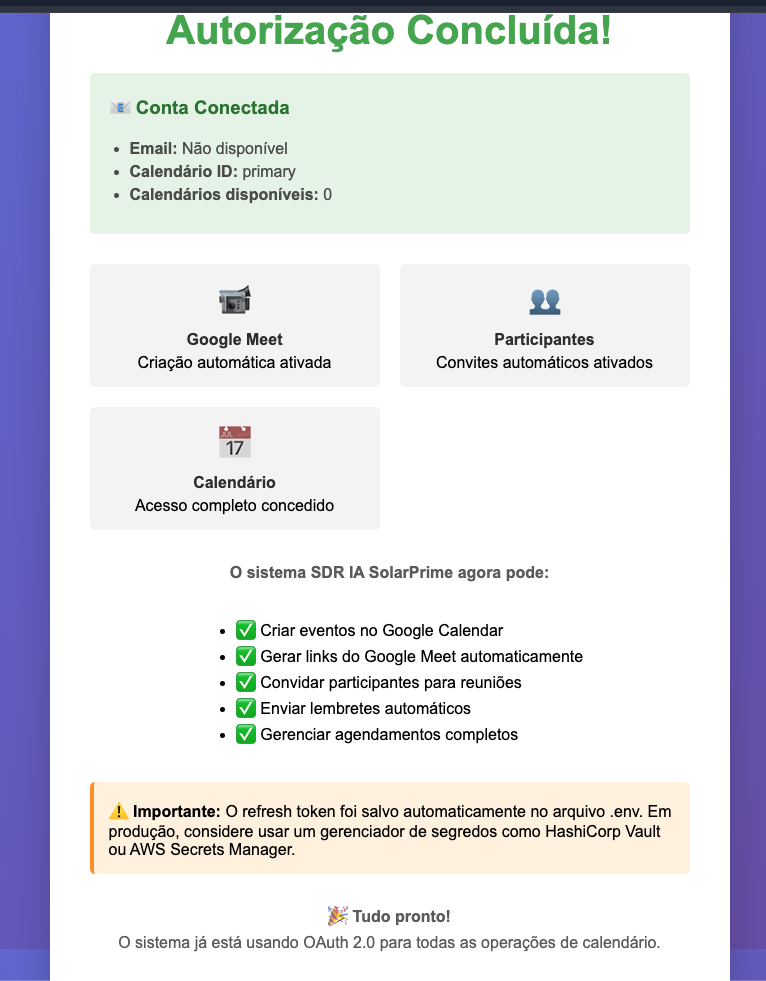 Autorização Concluída!
📧 Conta Conectada
• Email: Não disponível
• Calendário ID: primary
• Calendários disponíveis: 0
Google Meet
Criação automática ativada
Participantes
Convites automáticos ativados
JUL
17
Calendário
Acesso completo concedido
O sistema SDR IA SolarPrime agora pode:
• ✅ Criar eventos no Google Calendar
• ✅ Gerar links do Google Meet automaticamente
• ✅ Convidar participantes para reuniões
• ✅ Enviar lembretes automáticos
• ✅ Gerenciar agendamentos completos
⚠️ Importante: O refresh token foi salvo automaticamente no arquivo .env. Em
produção, considere usar um gerenciador de segredos como HashiCorp Vault
ou AWS Secrets Manager.
🎉 Tudo pronto!
O sistema já está usando OAuth 2.0 para todas as operações de calendário.